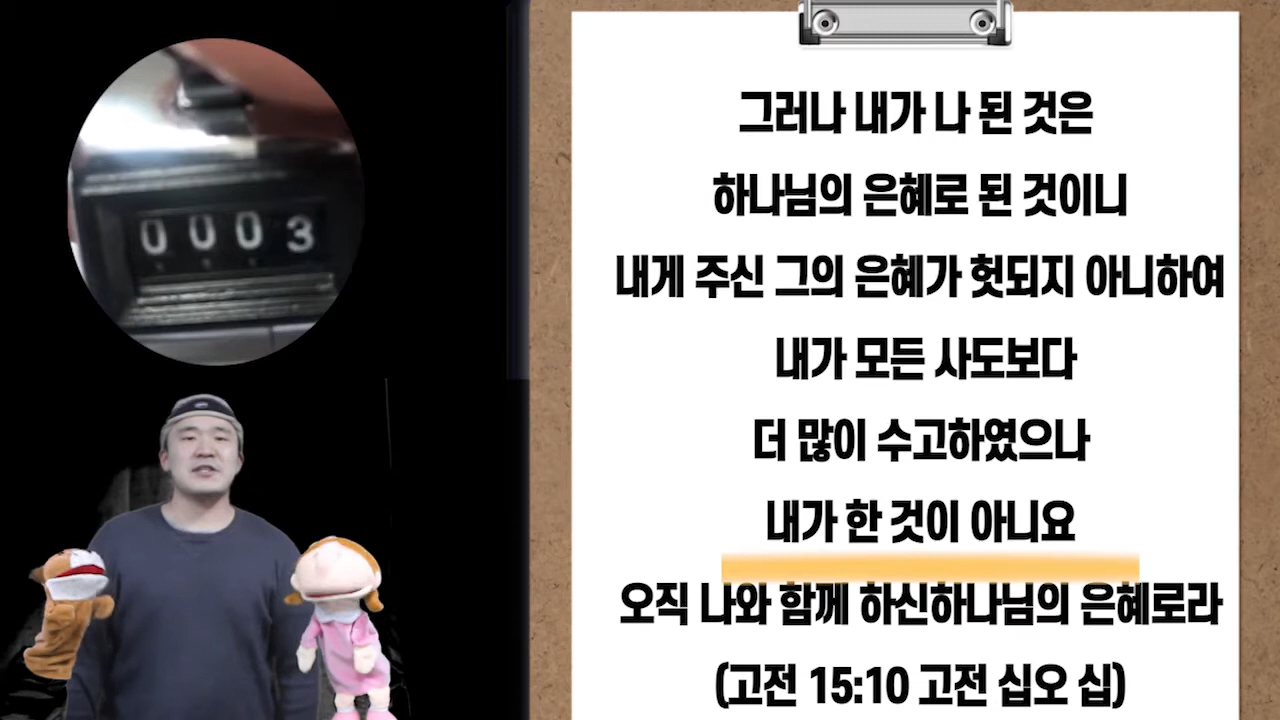 0003
그러나 내가 나 된 것은
하나님의 은혜로 된 것이니
내게 주신 그의 은혜가 헛되지 아니하여
내가 모든 사도보다
더 많이 수고하였으나
내가 한 것이 아니요
오직 나와 함께 하신하나님의 은혜로라
(고전 15:10 고전 십오 십)